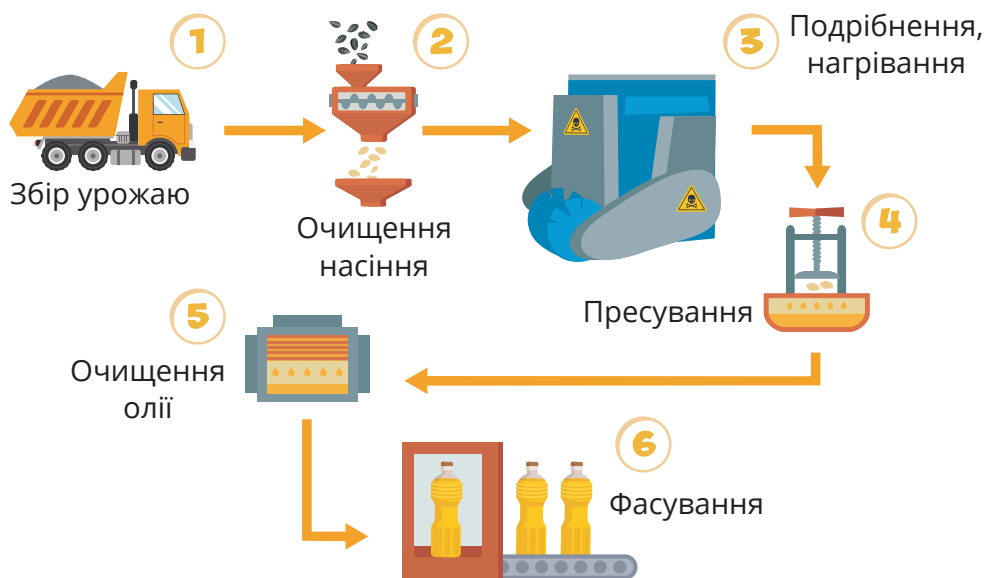 1
Збір урожаю
2
Очищення
насіння
3
Подрібнення,
нагрівання
4
Пресування
5
Очищення
олії
6
Фасування